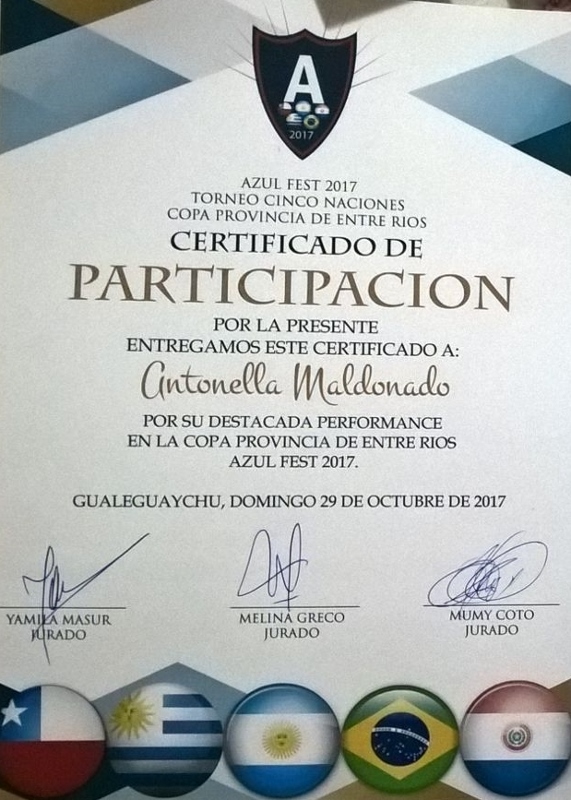 A
2017
AZUL FEST 2017
TORNEO CINCO NACIONES
COPA PROVINCIA DE ENTRE RIOS
CERTIFICADO DE
PARTICIPACION
POR LA PRESENTE
ENTREGAMOS ESTE CERTIFICADO A:
Antonella Maldonado
POR SU DESTACADA PERFORMANCE
EN LA COPA PROVINCIA DE ENTRE RIOS
AZUL FEST 2017.
GUALEGUAYCHU, DOMINGO 29 DE OCTUBRE DE 2017
YAMILA MASUR
JURADO
MELINA GRECO
JURADO
MUMY COTO
JURADO